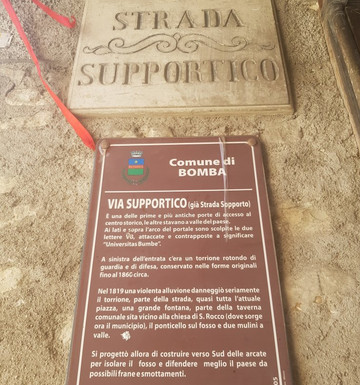 STRADA
SUPPORTICO
Comune di
BOMBA
VIA SUPPORTICO (già Strada Supporto)
È una delle prime e più antiche porte di accesso al
centro storico, le altre stavano a valle del paese.
Ai lati e sopra l'arco del portale sono scolpite le due
lettere VU, attaccate e contrapposte a significare
"Universitas Bumbe".
A sinistra dell'entrata c'era un torrione rotondo di
guardia e di difesa, conservato nelle forme originali
fino al 1860 circa.
Nel 1819 una violenta alluvione danneggiò seriamente
il torrione, parte della strada, quasi tutta l'attuale
piazza, una grande fontana, parte della taverna
comunale sita vicino alla chiesa di S. Rocco (dove sorge
ora il municipio), il ponticello sul fosso e due mulini a
valle.
Si progettò allora di costruire verso Sud delle arcate
per isolare il fosso e difendere meglio il paese da
possibili frane e smottamenti.